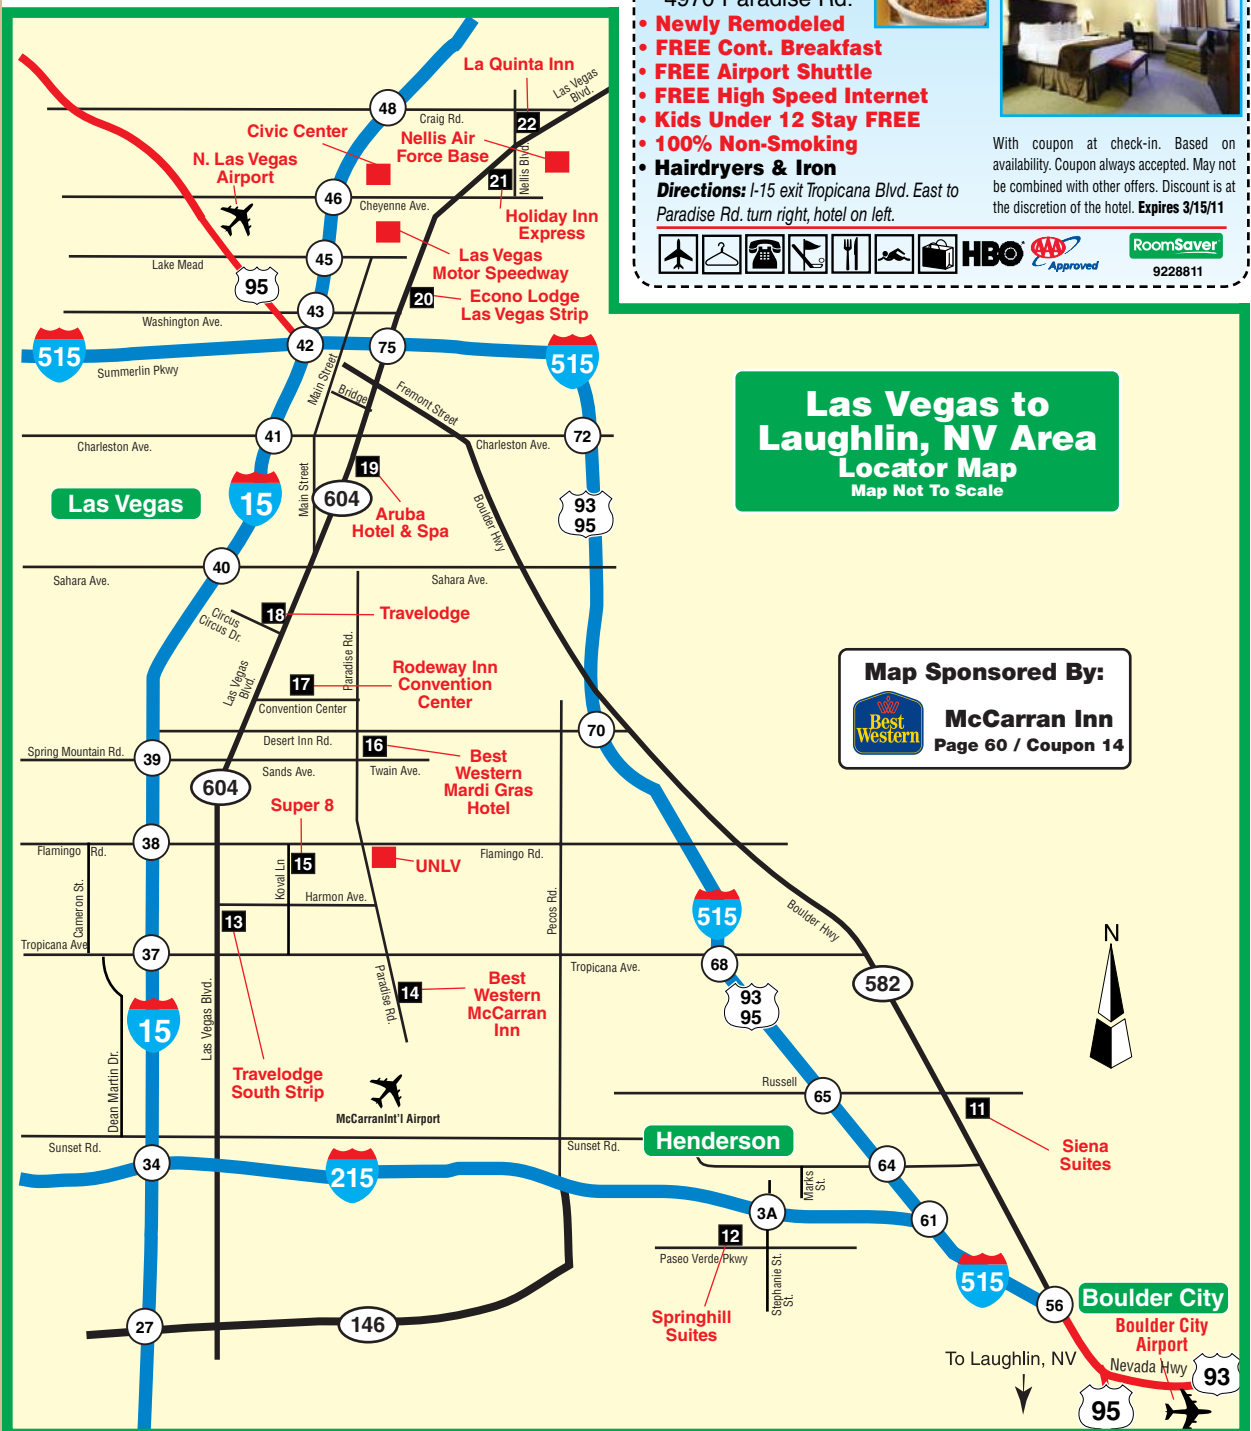 4970 Paradise Rd.
• Newly Remodeled
• FREE Cont. Breakfast
• FREE Airport Shuttle
• FREE High Speed Internet
• Kids Under 12 Stay FREE
• 100% Non-Smoking
• Hairdryers & Iron
Directions: I-15 exit Tropicana Blvd. East to
Paradise Rd. turn right, hotel on left.
With coupon at check-in. Based on
availability. Coupon always accepted. May not
be combined with other offers. Discount is at
the discretion of the hotel. Expires 3/15/11
HBO
AAA
Approved
RoomSaver
9228811
La Quinta Inn
Las Vegas
Blvd.
48
Craig Rd.
22
Civic Center
Nellis Air
Force Base
Nellis Blvd.
N. Las Vegas
Airport
21
46
Cheyenne Ave.
Holiday Inn
Express
Lake Mead
45
Las Vegas
Motor Speedway
95
20
Econo Lodge
Las Vegas Strip
43
Washington Ave.
42
75
515
515
Summerlin Pkwy
Main Street
Bridge
Fremont Street
Las Vegas to
Laughlin, NV Area
Locator Map
Map Not To Scale
41
72
Charleston Ave.
Charleston Ave.
19
Main Street
Las Vegas
15
604
Aruba
Hotel & Spa
Boulder Hwy
93
95
40
Sahara Ave.
Sahara Ave.
Circus
Circus Dr.
18
Travelodge
Paradise Rd.
Las Vegas
Blvd.
17
Rodeway Inn
Convention
Center
Convention Center
Map Sponsored By:
Best
Western
McCarran Inn
Page 60 / Coupon 14
70
Desert Inn Rd.
16
Spring Mountain Rd.
39
Sands Ave.
Twain Ave.
Best
Western
Mardi Gras
Hotel
604
Super 8
38
Flamingo Rd.
Flamingo Rd.
15
UNLV
Koval Ln
Cameron St.
Harmon Ave.
Pecos Rd.
13
515
Boulder Hwy
Tropicana Ave
37
Tropicana Ave.
68
N
582
93
95
Paradise Rd.
14
Best
Western
McCarran
Inn
Las Vegas Blvd.
15
Dean Martin Dr.
Travelodge
South Strip
McCarranInt'l Airport
Russell
65
11
Siena
Suites
Sunset Rd.
Sunset Rd.
Henderson
34
215
64
Marks
St.
3A
61
12
Paseo Verde Pkwy
Stephanie St.
St.
515
Springhill
Suites
27
146
56
Boulder City
Boulder City
Airport
To Laughlin, NV
Nevada Hwy
93
95